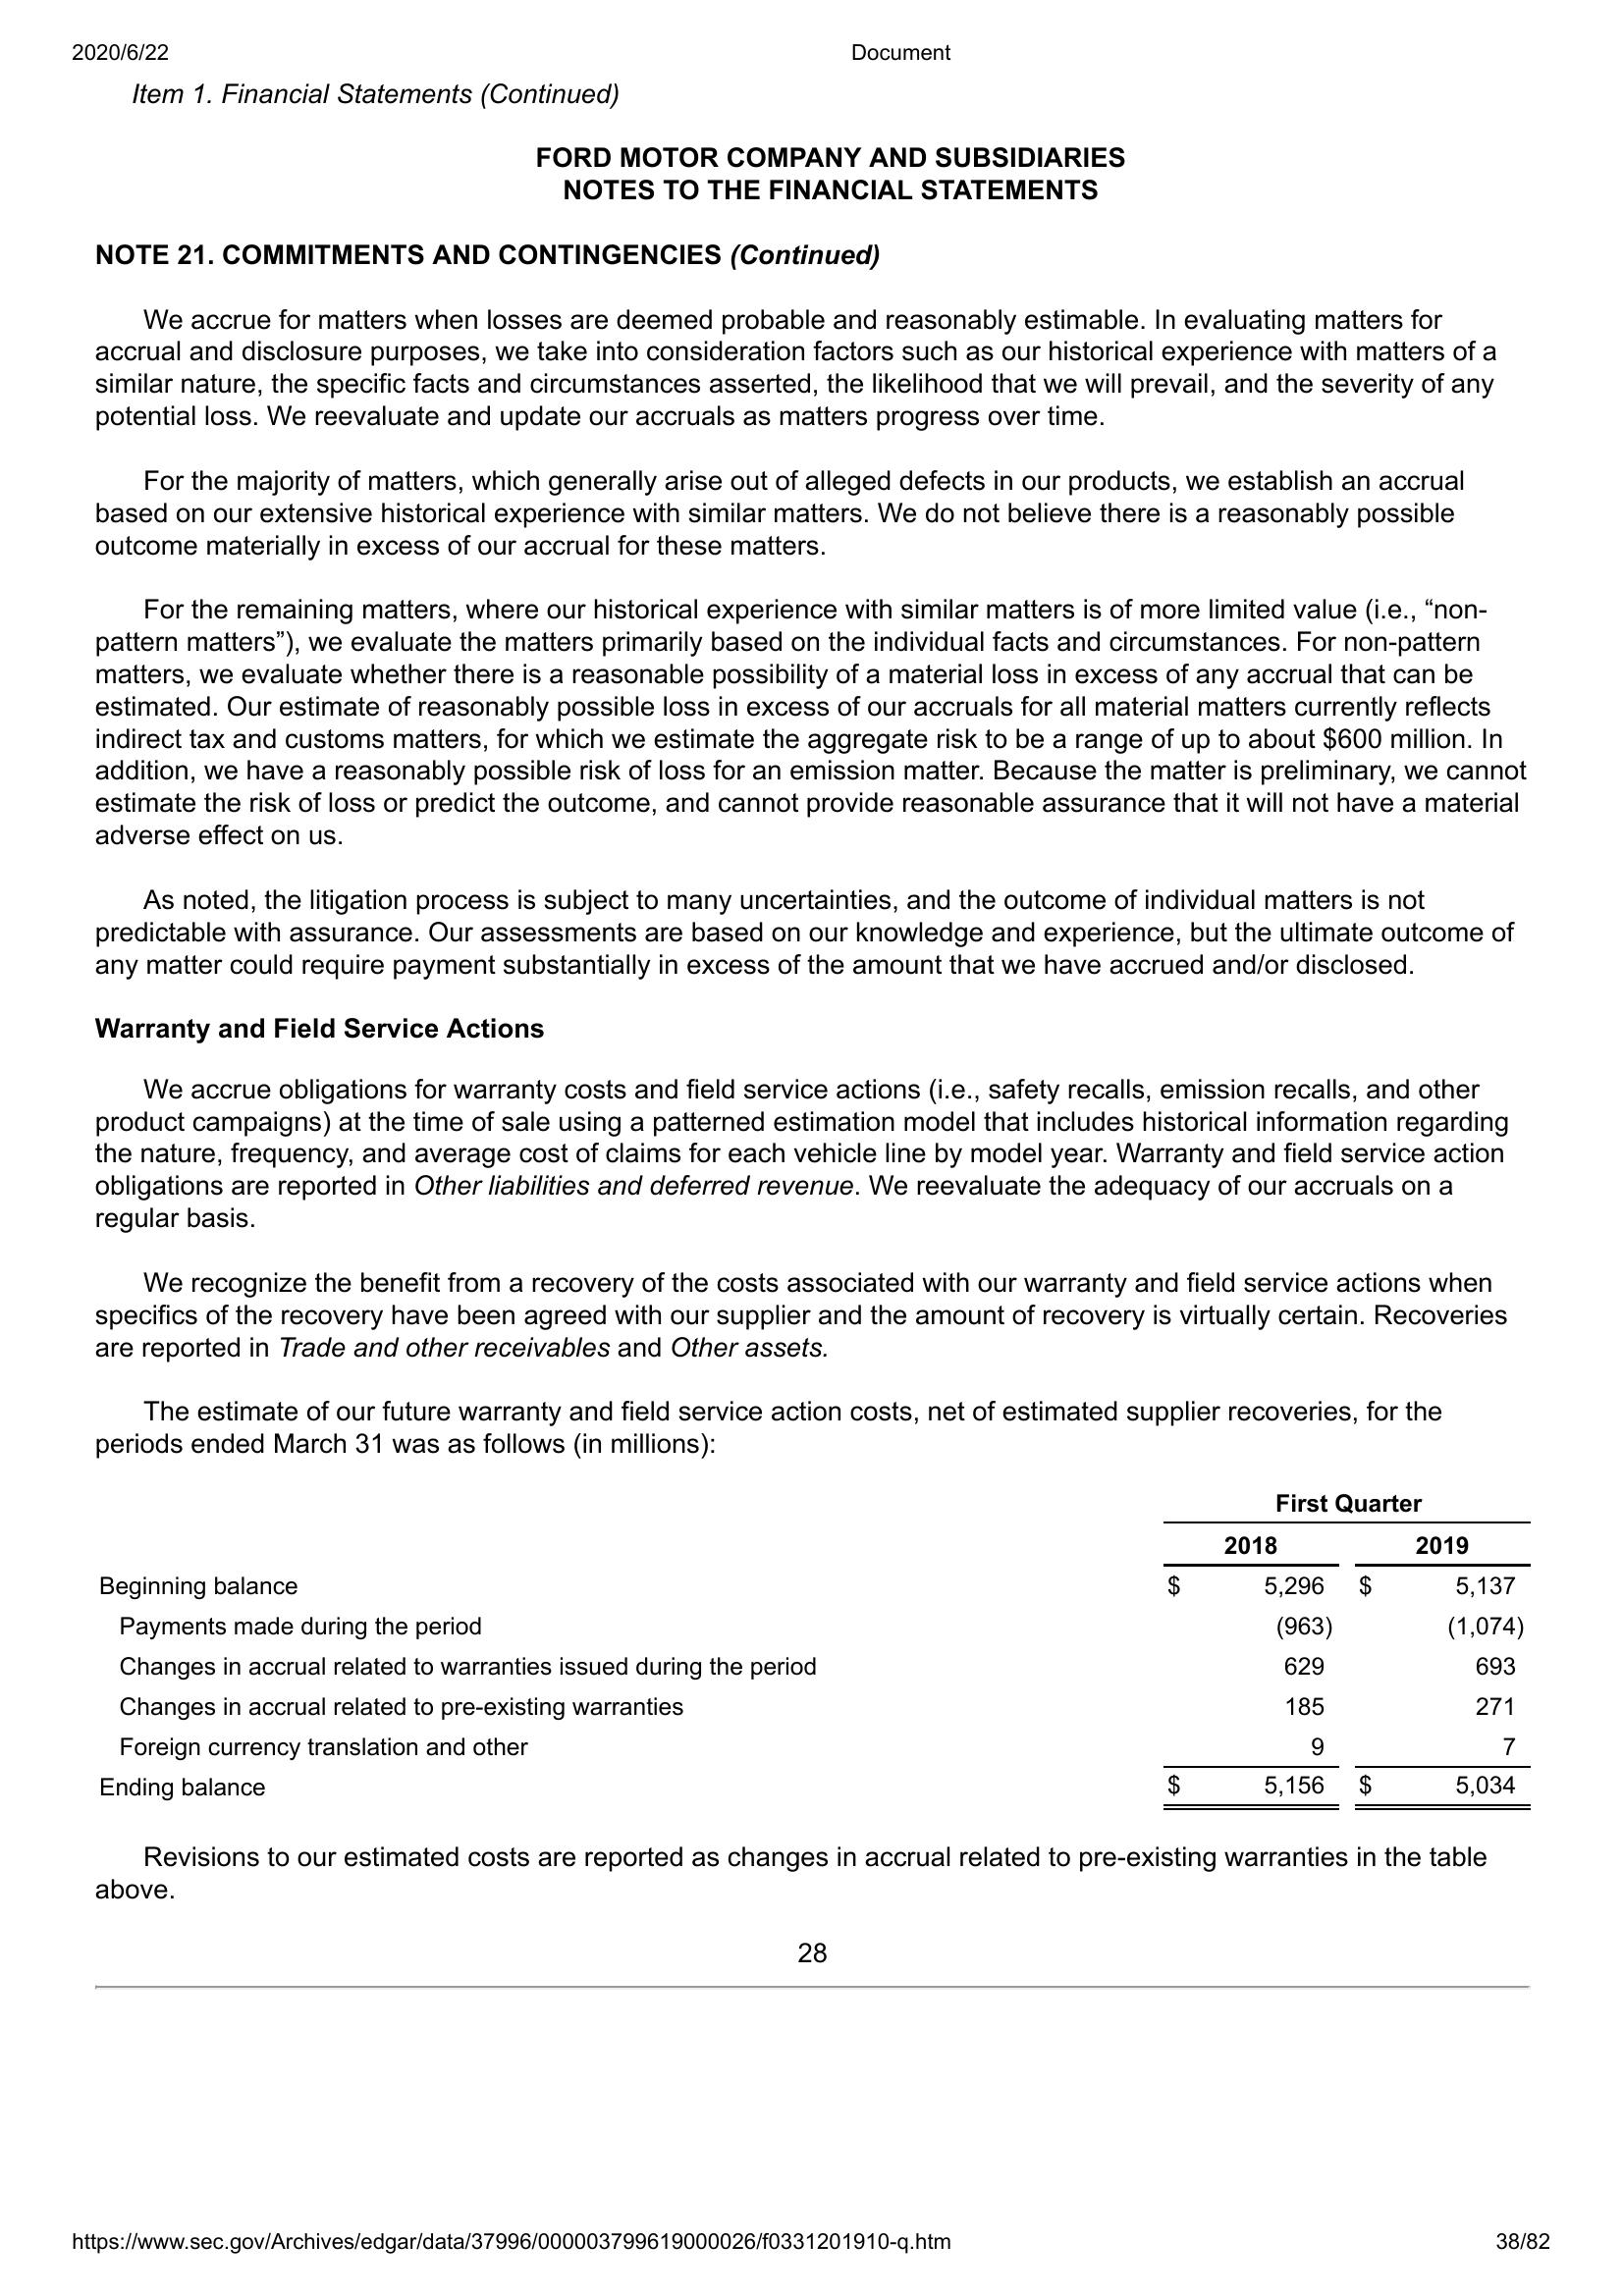 2020/6/22 Document
Item 1. Financial Statements (Continued)
FORD MOTOR COMPANY AND SUBSIDIARIES
NOTES TO THE FINANCIAL STATEMENTS
NOTE 21. COMMITMENTS AND CONTINGENCIES (Continued)
We accrue for matters when losses are deemed probable and reasonably estimable. In evaluating matters for
accrual and disclosure purposes, we take into consideration factors such as our historical experience with matters of a
similar nature, the specific facts and circumstances asserted, the likelihood that we will prevail, and the severity of any
potential loss. We reevaluate and update our accruals as matters progress over time.
For the majority of matters, which generally arise out of alleged defects in our products, we establish an accrual
based on our extensive historical experience with similar matters. We do not believe there is a reasonably possible
outcome materially in excess of our accrual for these matters.
For the remaining matters, where our historical experience with similar matters is of more limited value (i.e., “non-
pattern matters”), we evaluate the matters primarily based on the individual facts and circumstances. For non-pattern
matters, we evaluate whether there is a reasonable possibility of a material loss in excess of any accrual that can be
estimated. Our estimate of reasonably possible loss in excess of our accruals for all material matters currently reflects
indirect tax and customs matters, for which we estimate the aggregate risk to be a range of up to about $600 million. In
addition, we have a reasonably possible risk of loss for an emission matter. Because the matter is preliminary, we cannot
estimate the risk of loss or predict the outcome, and cannot provide reasonable assurance that it will not have a material
adverse effect on us.
As noted, the litigation process is subject to many uncertainties, and the outcome of individual matters is not
predictable with assurance. Our assessments are based on our knowledge and experience, but the ultimate outcome of
any matter could require payment substantially in excess of the amount that we have accrued and/or disclosed.
Warranty and Field Service Actions
We accrue obligations for warranty costs and field service actions (i.e., safety recalls, emission recalls, and other
product campaigns) at the time of sale using a patterned estimation model that includes historical information regarding
the nature, frequency, and average cost of claims for each vehicle line by model year. Warranty and field service action
obligations are reported in Other liabilities and deferred revenue. We reevaluate the adequacy of our accruals on a
regular basis.
We recognize the benefit from a recovery of the costs associated with our warranty and field service actions when
specifics of the recovery have been agreed with our supplier and the amount of recovery is virtually certain. Recoveries
are reported in Trade and other receivables and Other assets.
The estimate of our future warranty and field service action costs, net of estimated supplier recoveries, for the
periods ended March 31 was as follows (in millions):
First Quarter
2018 2019
Beginning balance $ 5,296 $ 5,137
Payments made during the period (963) (1,074)
Changes in accrual related to warranties issued during the period 629 693
Changes in accrual related to pre-existing warranties 185 271
Foreign currency translation and other 9 7
Ending balance $ 5,156 $ 5,034
Revisions to our estimated costs are reported as changes in accrual related to pre-existing warranties in the table
above.
28
https://www.sec.gov/Archives/edgar/data/37996/000003799619000026/f0331201910-q.htm 38/82